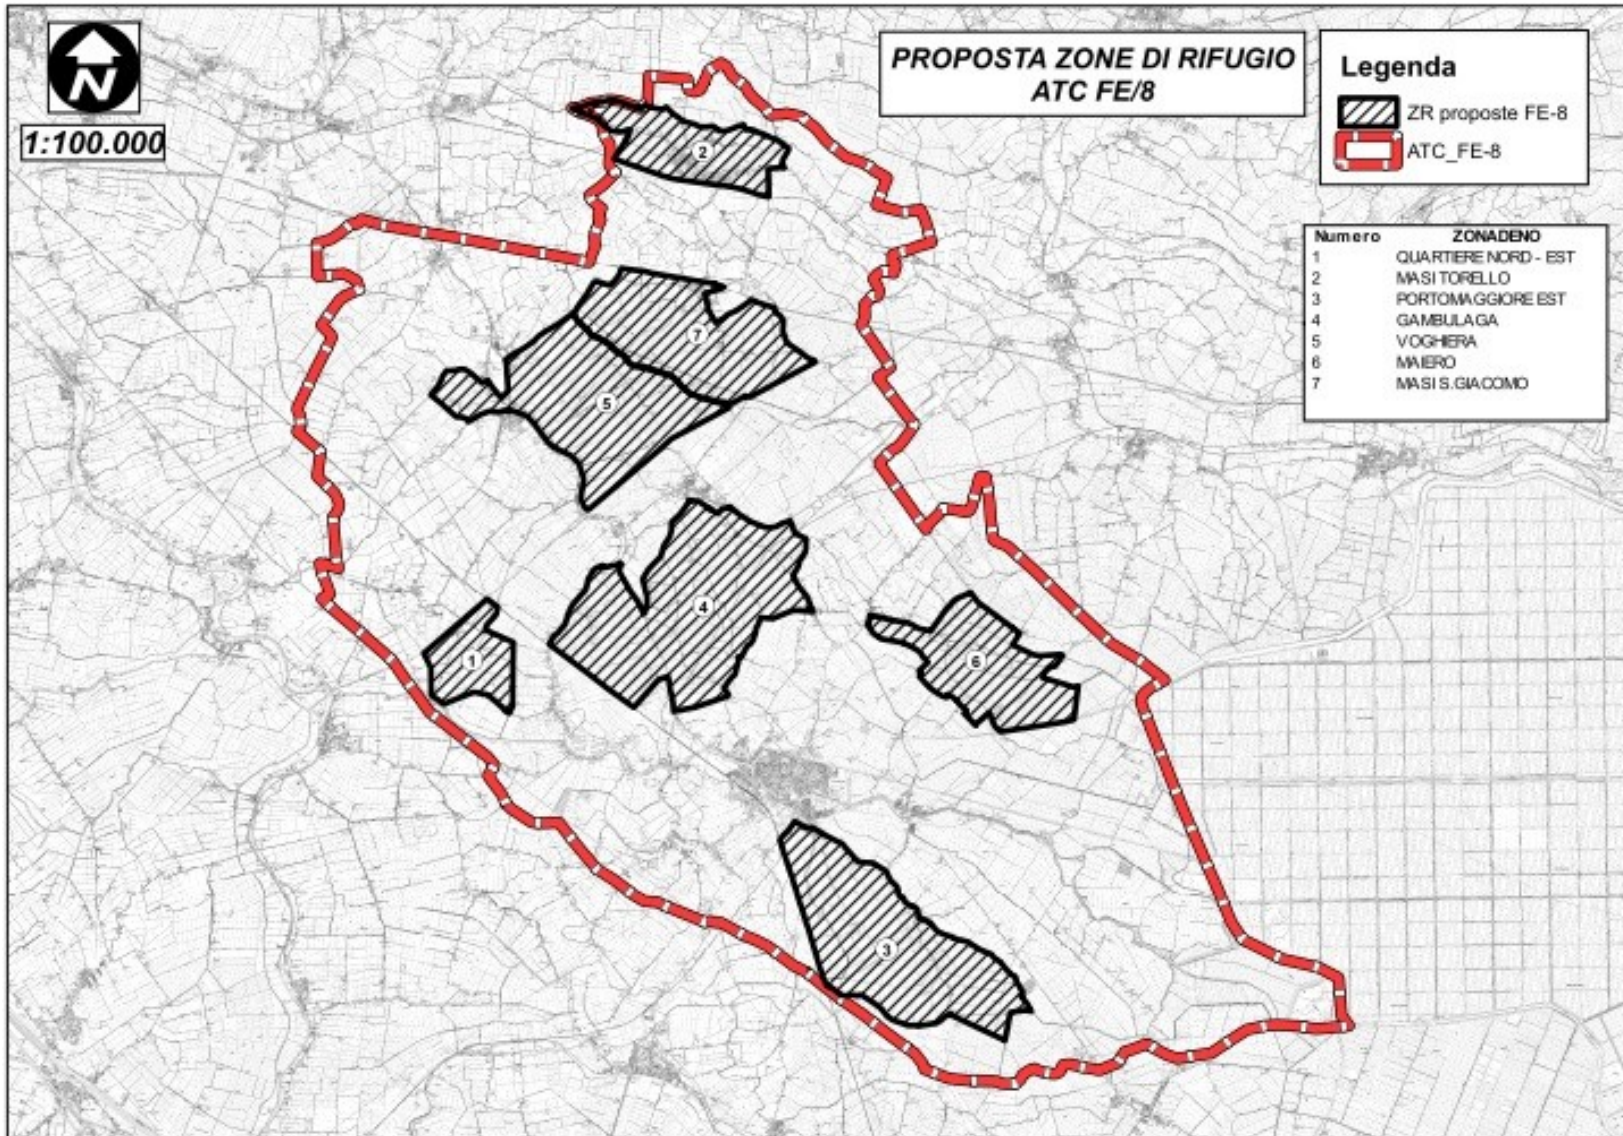 N
1:100.000
PROPOSTA ZONE DI RIFUGIO
ATC FE/8
Legenda
ZR proposte FE-8
ATC_FE-8
Numero ZONADENO
1 QUARTIERE NORD - EST
2 MASI TORELLO
3 PORTOMAGGIORE EST
4 GAMBULAGA
5 VOGHIERA
6 MAIERO
7 MASI S.GIACOMO
2
7
5
4
1
6
3